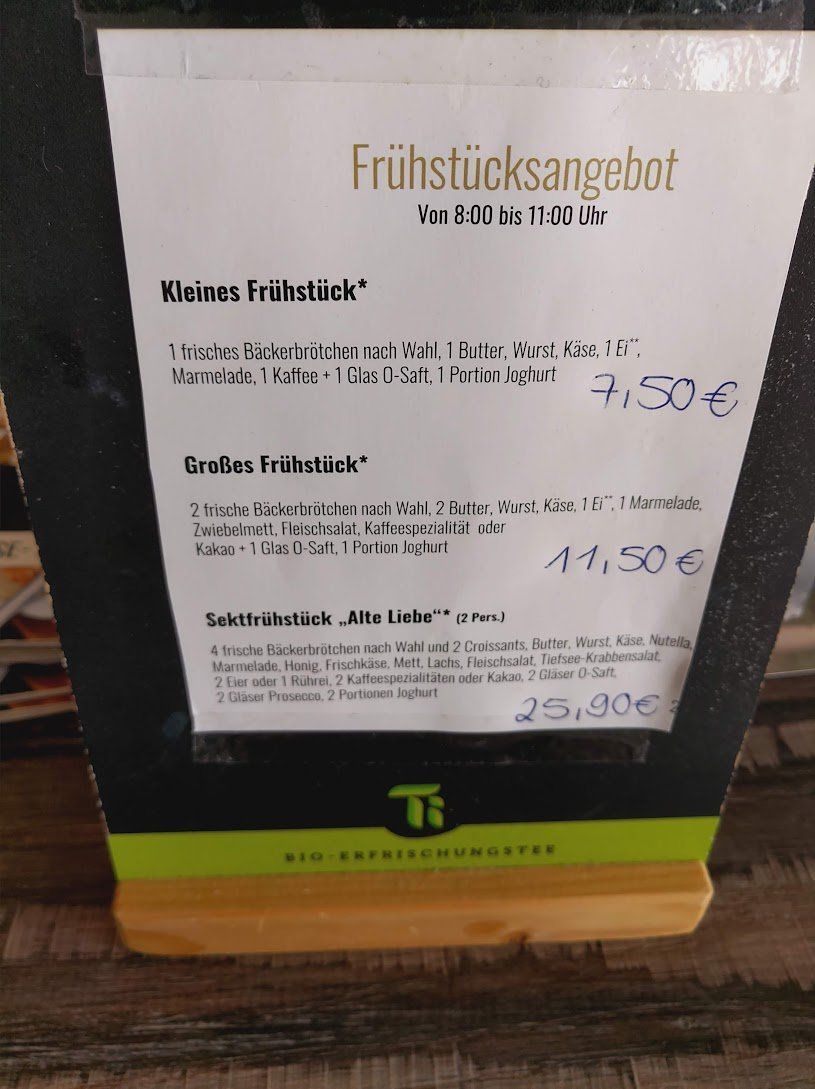 Frühstücksangebot
Von 8:00 bis 11:00 Uhr
Kleines Frühstück*
1 frisches Bäckerbrötchen nach Wahl, 1 Butter, Wurst, Käse, 1 Ei**,
Marmelade, 1 Kaffee + 1 Glas O-Saft, 1 Portion Joghurt
7,50€
Großes Frühstück*
2 frische Bäckerbrötchen nach Wahl, 2 Butter, Wurst, Käse, 1 Ei**, 1 Marmelade,
Zwiebelmett, Fleischsalat, Kaffeespezialität oder
Kakao + 1 Glas O-Saft, 1 Portion Joghurt
11,50€
Sektfrühstück „Alte Liebe“* (2 Pers.)
4 frische Bäckerbrötchen nach Wahl und 2 Croissants, Butter, Wurst, Käse, Nutella,
Marmelade, Honig, Frischkäse, Mett, Lachs, Fleischsalat, Tiefsee-Krabbensalat,
2 Eier oder 1 Rührei, 2 Kaffeespezialitäten oder Kakao, 2 Gläser O-Saft,
2 Gläser Prosecco, 2 Portionen Joghurt
25,90€
Ti
BIO-ERFRISCHUNGSTEE